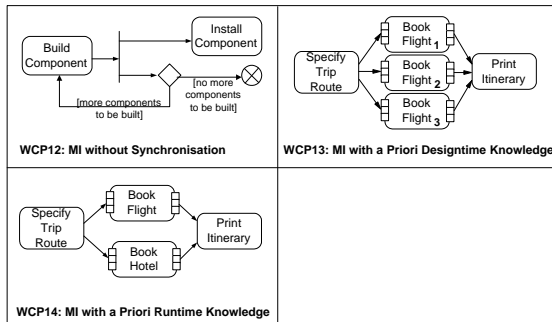 Build
Component
Install
Component
[more components
to be built]
[no more
components
to be built]
WCP12: MI without Synchronisation
Specify
Trip
Route
Book
Flight 1
Book
Flight 2
Book
Flight 3
Print
Itinerary
WCP13: MI with a Priori Designtime Knowledge
Specify
Trip
Route
Book
Flight
Book
Hotel
Print
Itinerary
WCP14: MI with a Priori Runtime Knowledge